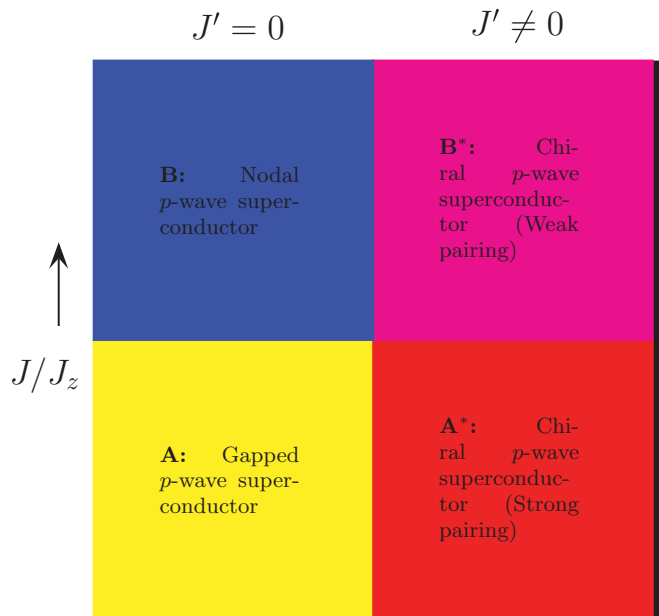 J′ = 0
J′ ≠ 0
B: Nodal
p-wave super-
conductor
B*: Chi-
ral p-wave
superconduc-
tor (Weak
pairing)
J/J_z
A: Gapped
p-wave super-
conductor
A*: Chi-
ral p-wave
superconduc-
tor (Strong
pairing)